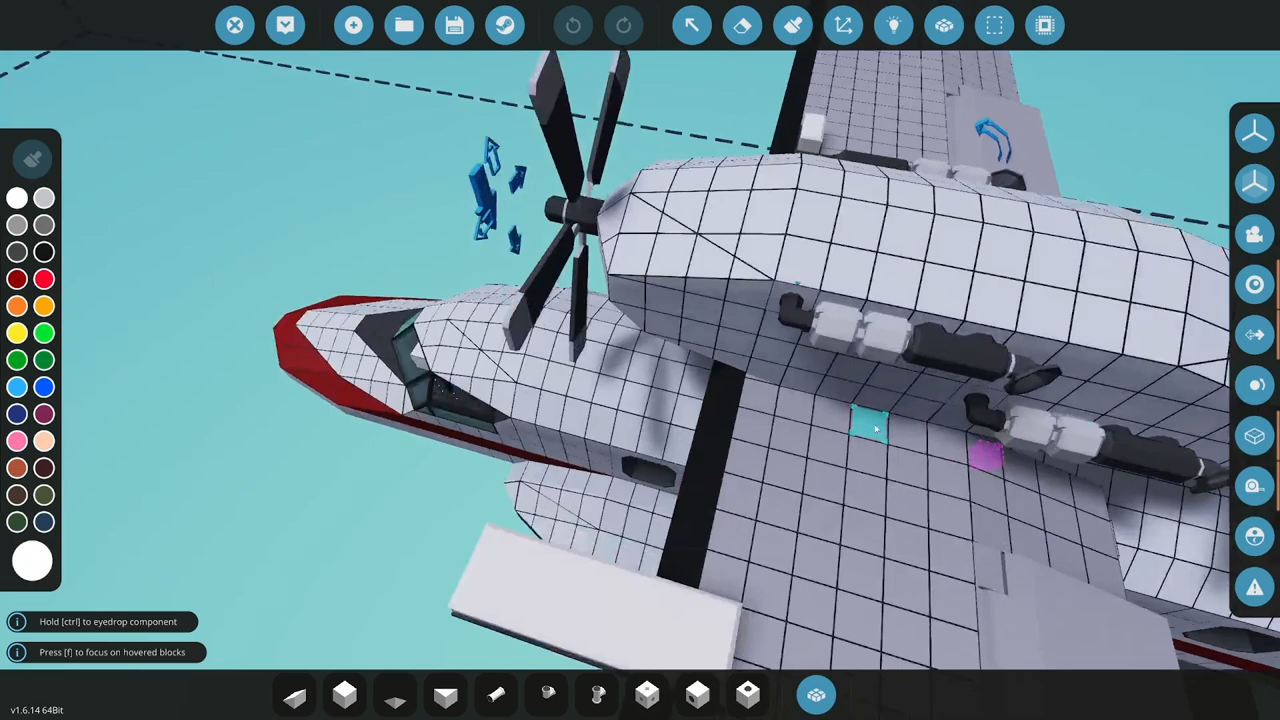 Hold [ctrl] to eyedrop component
Press [f] to focus on hovered blocks
v1.6.14 64Bit